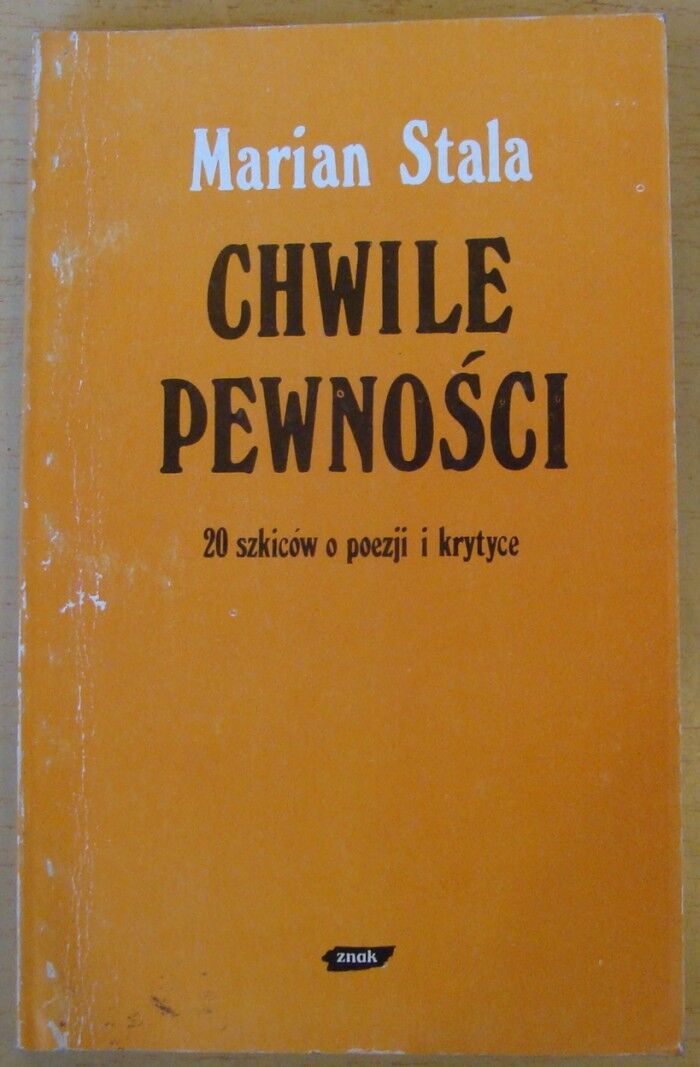 Marian Stala
CHWILE
PEWNOŚCI
20 szkiców o poezji i krytyce
znak